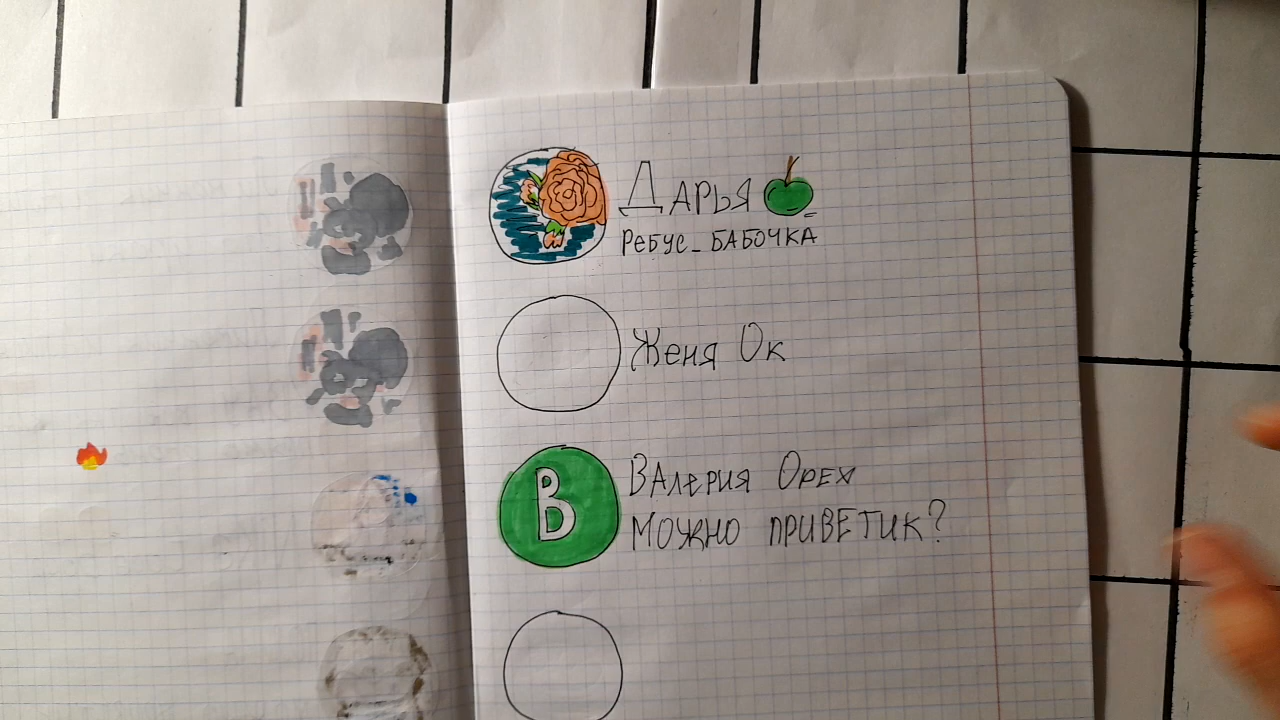 Дарья
РЕБУС_БАБОЧКА
Женя Ок
В
ВАлерия Орех
МОЖНО ПРИВЕТИК?